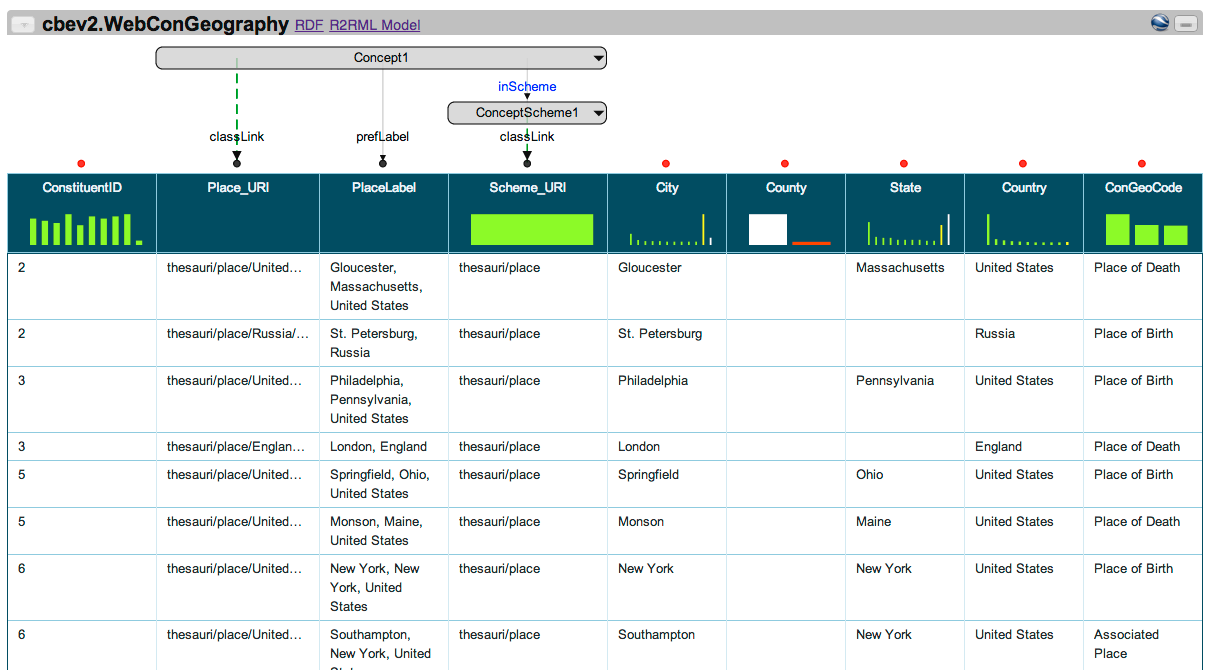 cbev2.WebConGeography RDF R2RML Model
Concept1
inScheme
ConceptScheme1
classLink prefLabel classLink
ConstituentID Place_URI PlaceLabel Scheme_URI City County State Country ConGeoCode
2 thesauri/place/United... Gloucester, thesauri/place Gloucester Massachusetts United States Place of Death
Massachusetts,
United States
2 thesauri/place/Russia/... St. Petersburg, thesauri/place St. Petersburg Russia Place of Birth
Russia
3 thesauri/place/United... Philadelphia, thesauri/place Philadelphia Pennsylvania United States Place of Birth
Pennsylvania,
United States
3 thesauri/place/Englan... London, England thesauri/place London England Place of Death
5 thesauri/place/United... Springfield, Ohio, thesauri/place Springfield Ohio United States Place of Birth
United States
5 thesauri/place/United... Monson, Maine, thesauri/place Monson Maine United States Place of Death
United States
6 thesauri/place/United... New York, New thesauri/place New York New York United States Place of Birth
York, United
States
6 thesauri/place/United... Southampton, thesauri/place Southampton New York United States Associated
New York, United Place